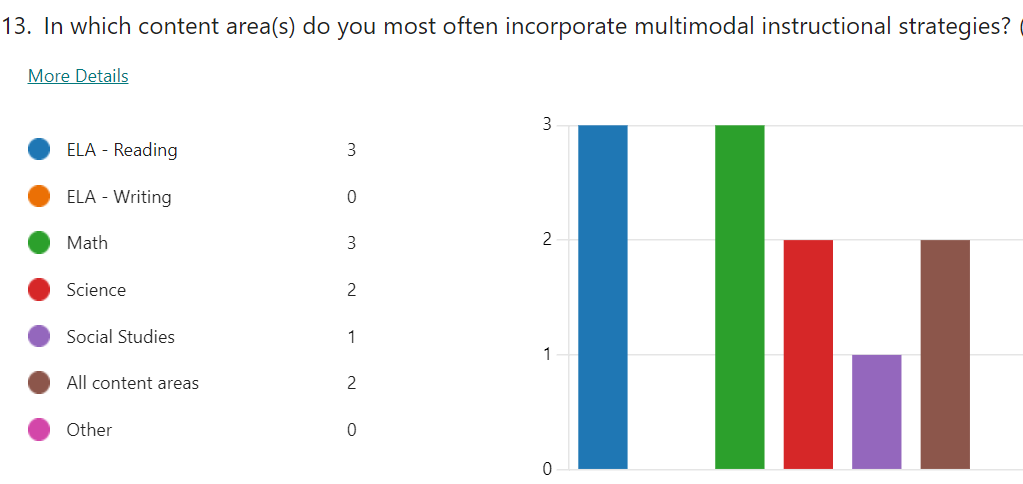 13. In which content area(s) do you most often incorporate multimodal instructional strategies? (
More Details
ELA - Reading 3
ELA - Writing 0
Math 3
Science 2
Social Studies 1
All content areas 2
Other 0
3
2
1
0